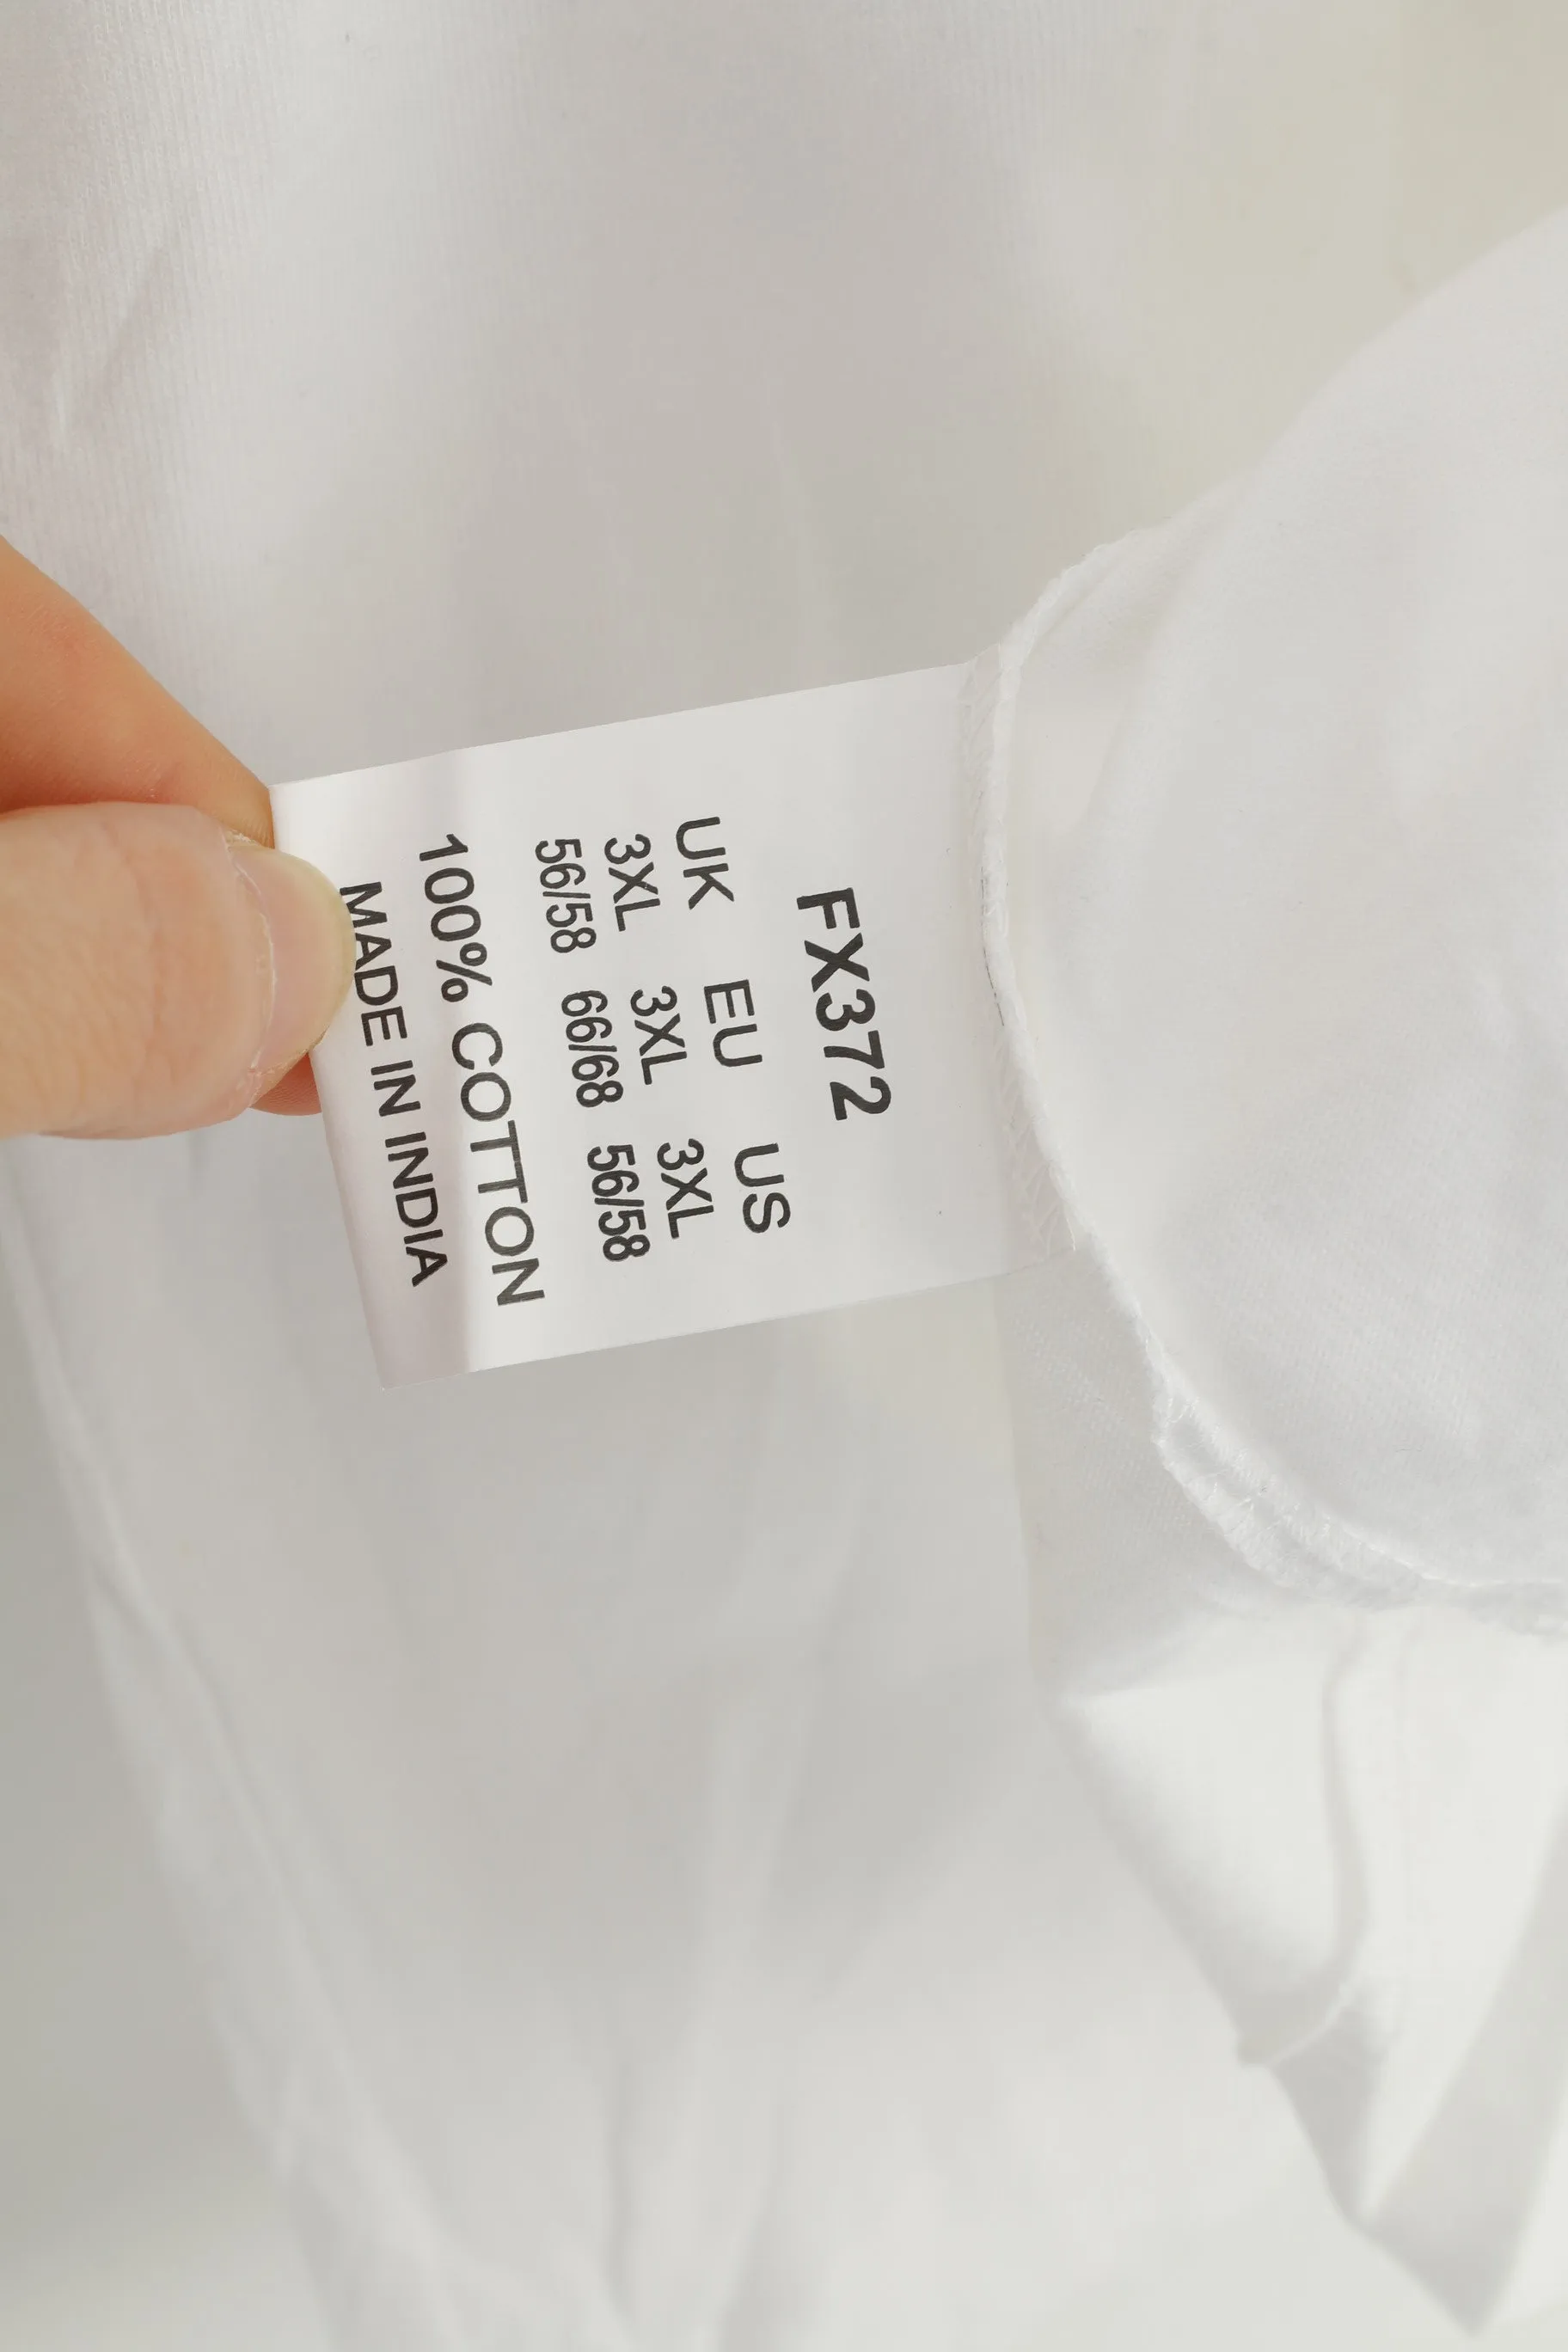 FX372
UK EU US
3XL 3XL 3XL
56/58 66/68 56/58
100% COTTON
MADE IN INDIA